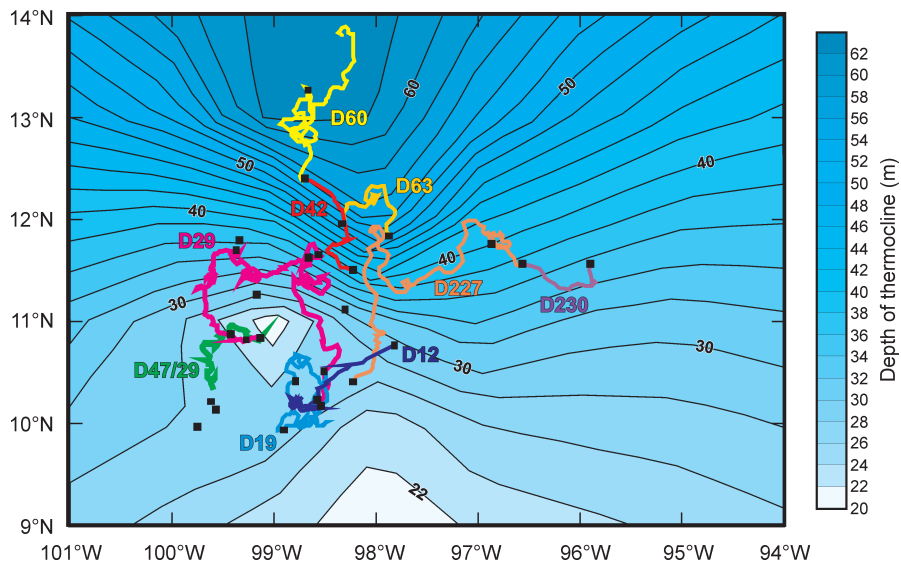 14°N
13°N
12°N
11°N
10°N
9°N
101°W
100°W
99°W
98°W
97°W
96°W
95°W
94°W
60
50
D60
50
40
D63
D42
40
D29
40
D227
D230
30
D12
30
30
D47/29
D19
22
62
60
58
56
54
52
50
48
46
44
42
40
38
36
34
32
30
28
26
24
22
20
Depth of thermocline (m)